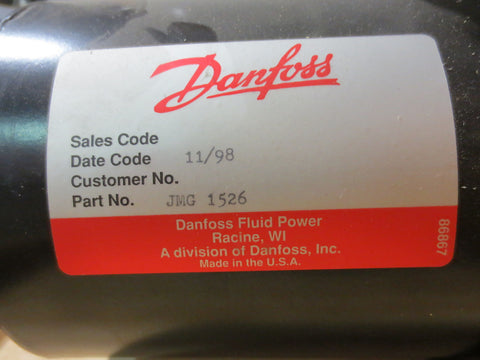 Danfoss
Sales Code
Date Code 11/98
Customer No.
Part No. JMG 1526
Danfoss Fluid Power
Racine, WI
A division of Danfoss, Inc.
Made in the U.S.A.
86867